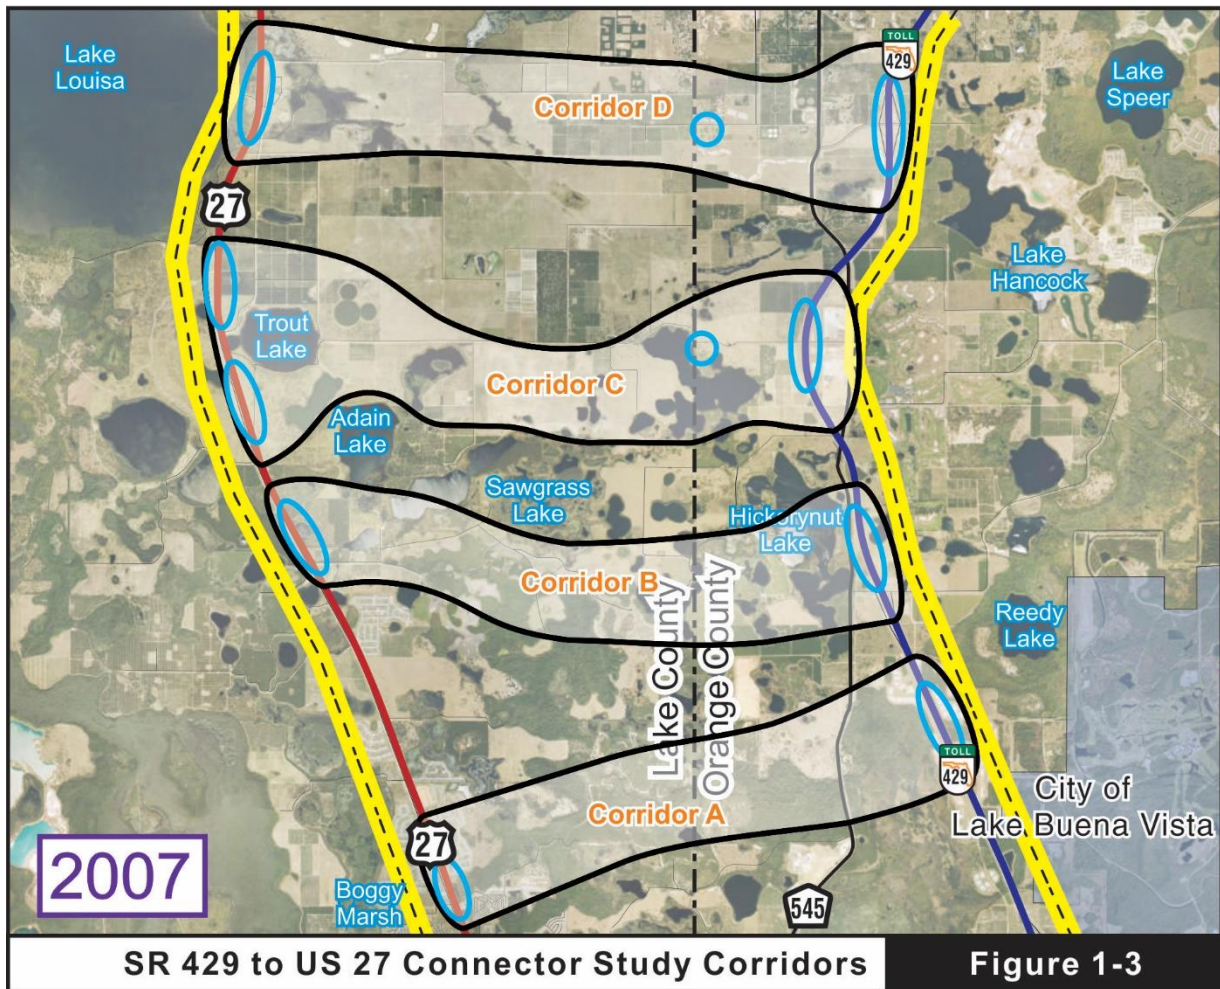 Lake
Louisa
TOLL
429
Lake
Speer
Corridor D
27
Lake
Hancock
Trout
Lake
Corridor C
Adain
Lake
Sawgrass
Lake
Hickorynut
Lake
Corridor B
Lake County
Orange County
Reedy
Lake
TOLL
429
City of
Lake Buena Vista
Corridor A
27
2007
Boggy
Marsh
545
SR 429 to US 27 Connector Study Corridors
Figure 1-3